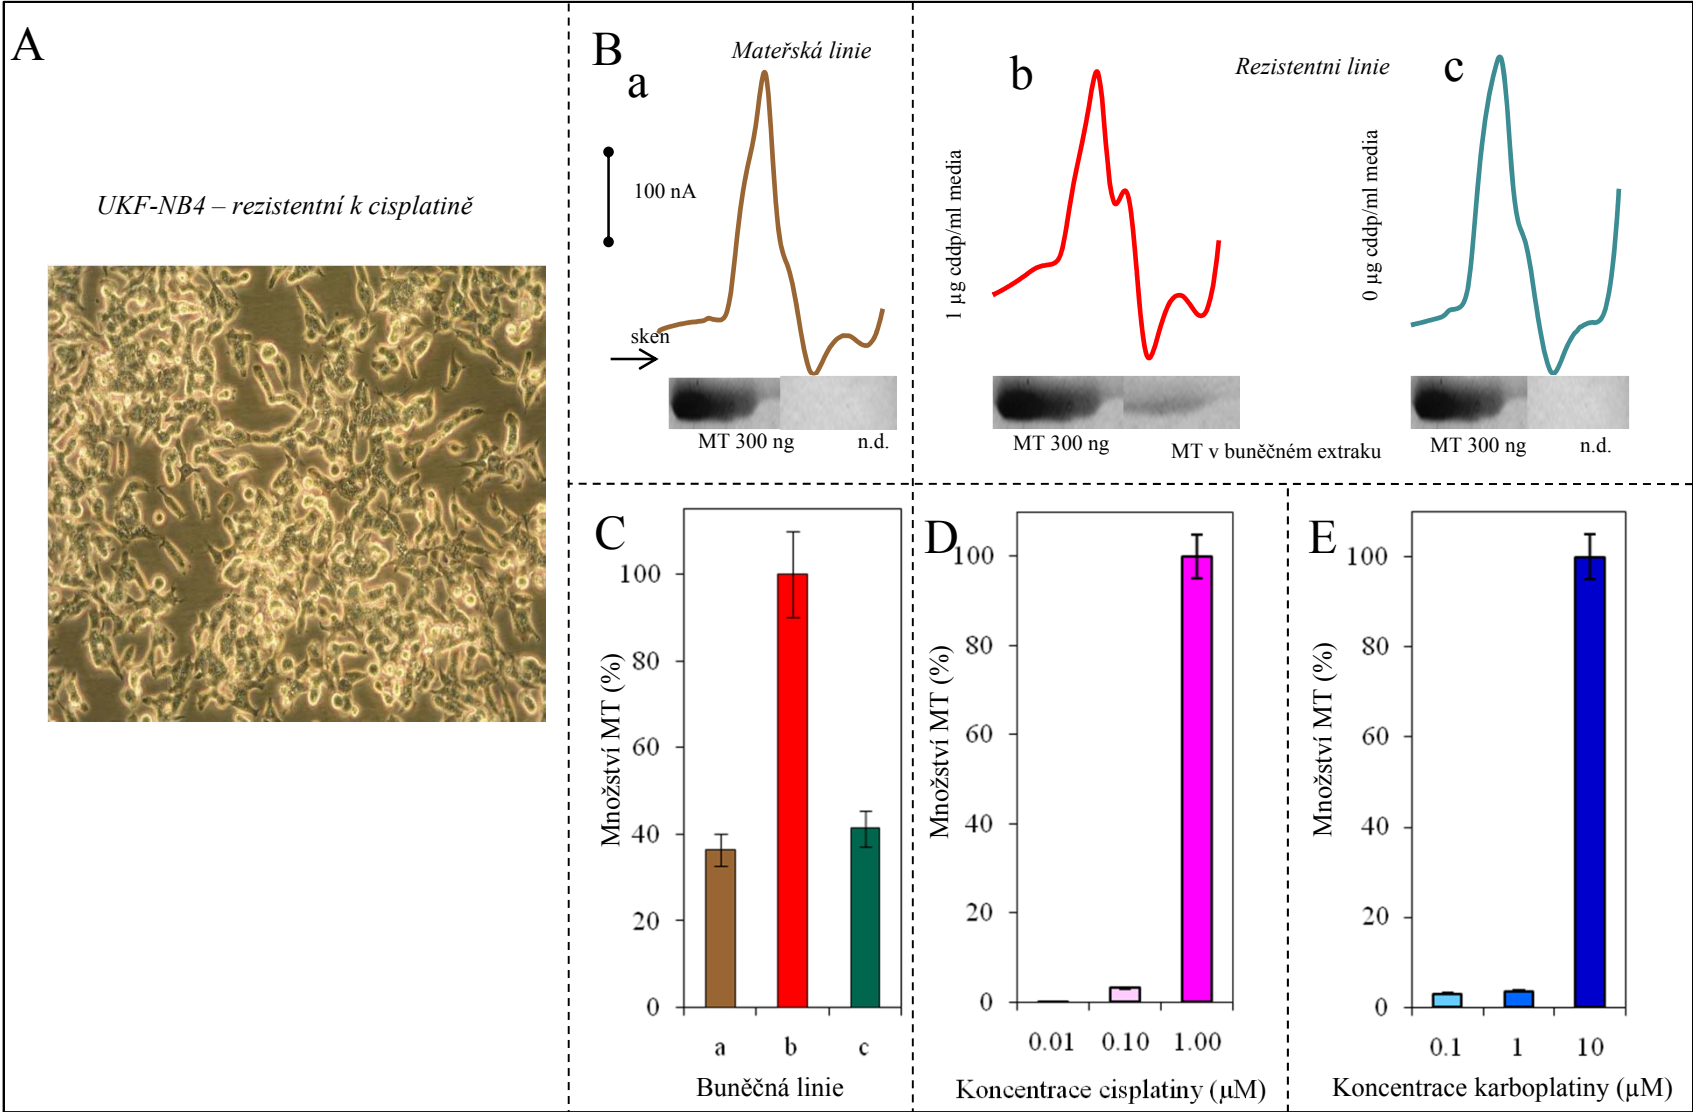 A
UKF-NB4 – rezistentní k cisplatině
B
Mateřská linie
a
100 nA
sken
MT 300 ng
n.d.
b
Rezistentni linie
c
1 µg cddp/ml media
0 µg cddp/ml media
MT 300 ng
MT v buněčném extraku
MT 300 ng
n.d.
C
Množství MT (%)
100
80
60
40
20
0
a b c
Buněčná linie
D
Množství MT (%)
100
80
60
40
20
0
0.01 0.10 1.00
Koncentrace cisplatiny (µM)
E
Množství MT (%)
100
80
60
40
20
0
0.1 1 10
Koncentrace karboplatiny (µM)